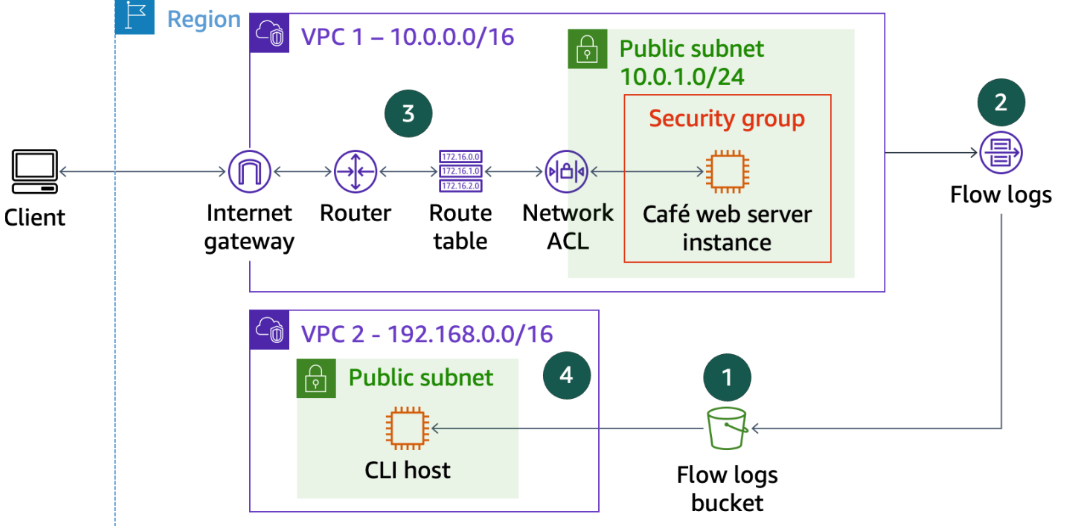 Region
VPC 1 – 10.0.0.0/16
Public subnet
10.0.1.0/24
Security group
2
3
172.16.0.0
172.16.1.0
172.16.2.0
Client
Internet
gateway
Router
Route
table
Network
ACL
Café web server
instance
Flow logs
VPC 2 - 192.168.0.0/16
Public subnet
4
1
CLI host
Flow logs
bucket